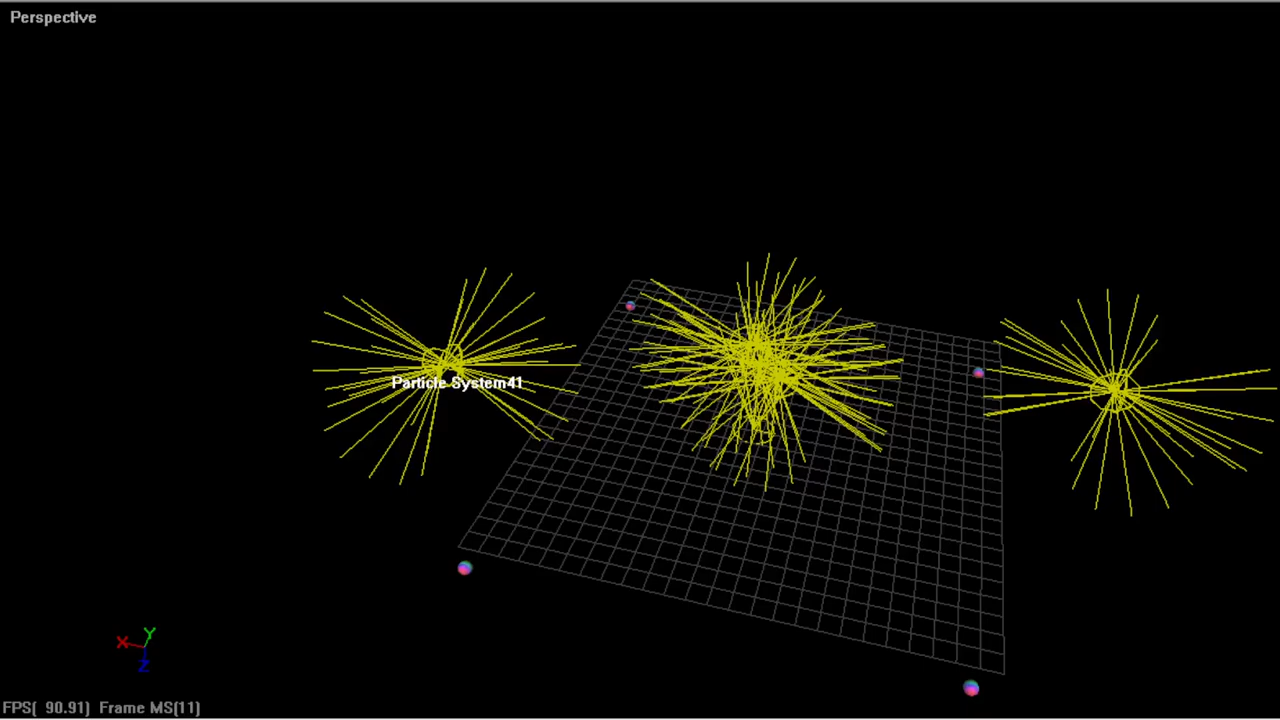 Perspective
Particle System41
X Y
Z
FPS( 90.91) Frame MS(11)